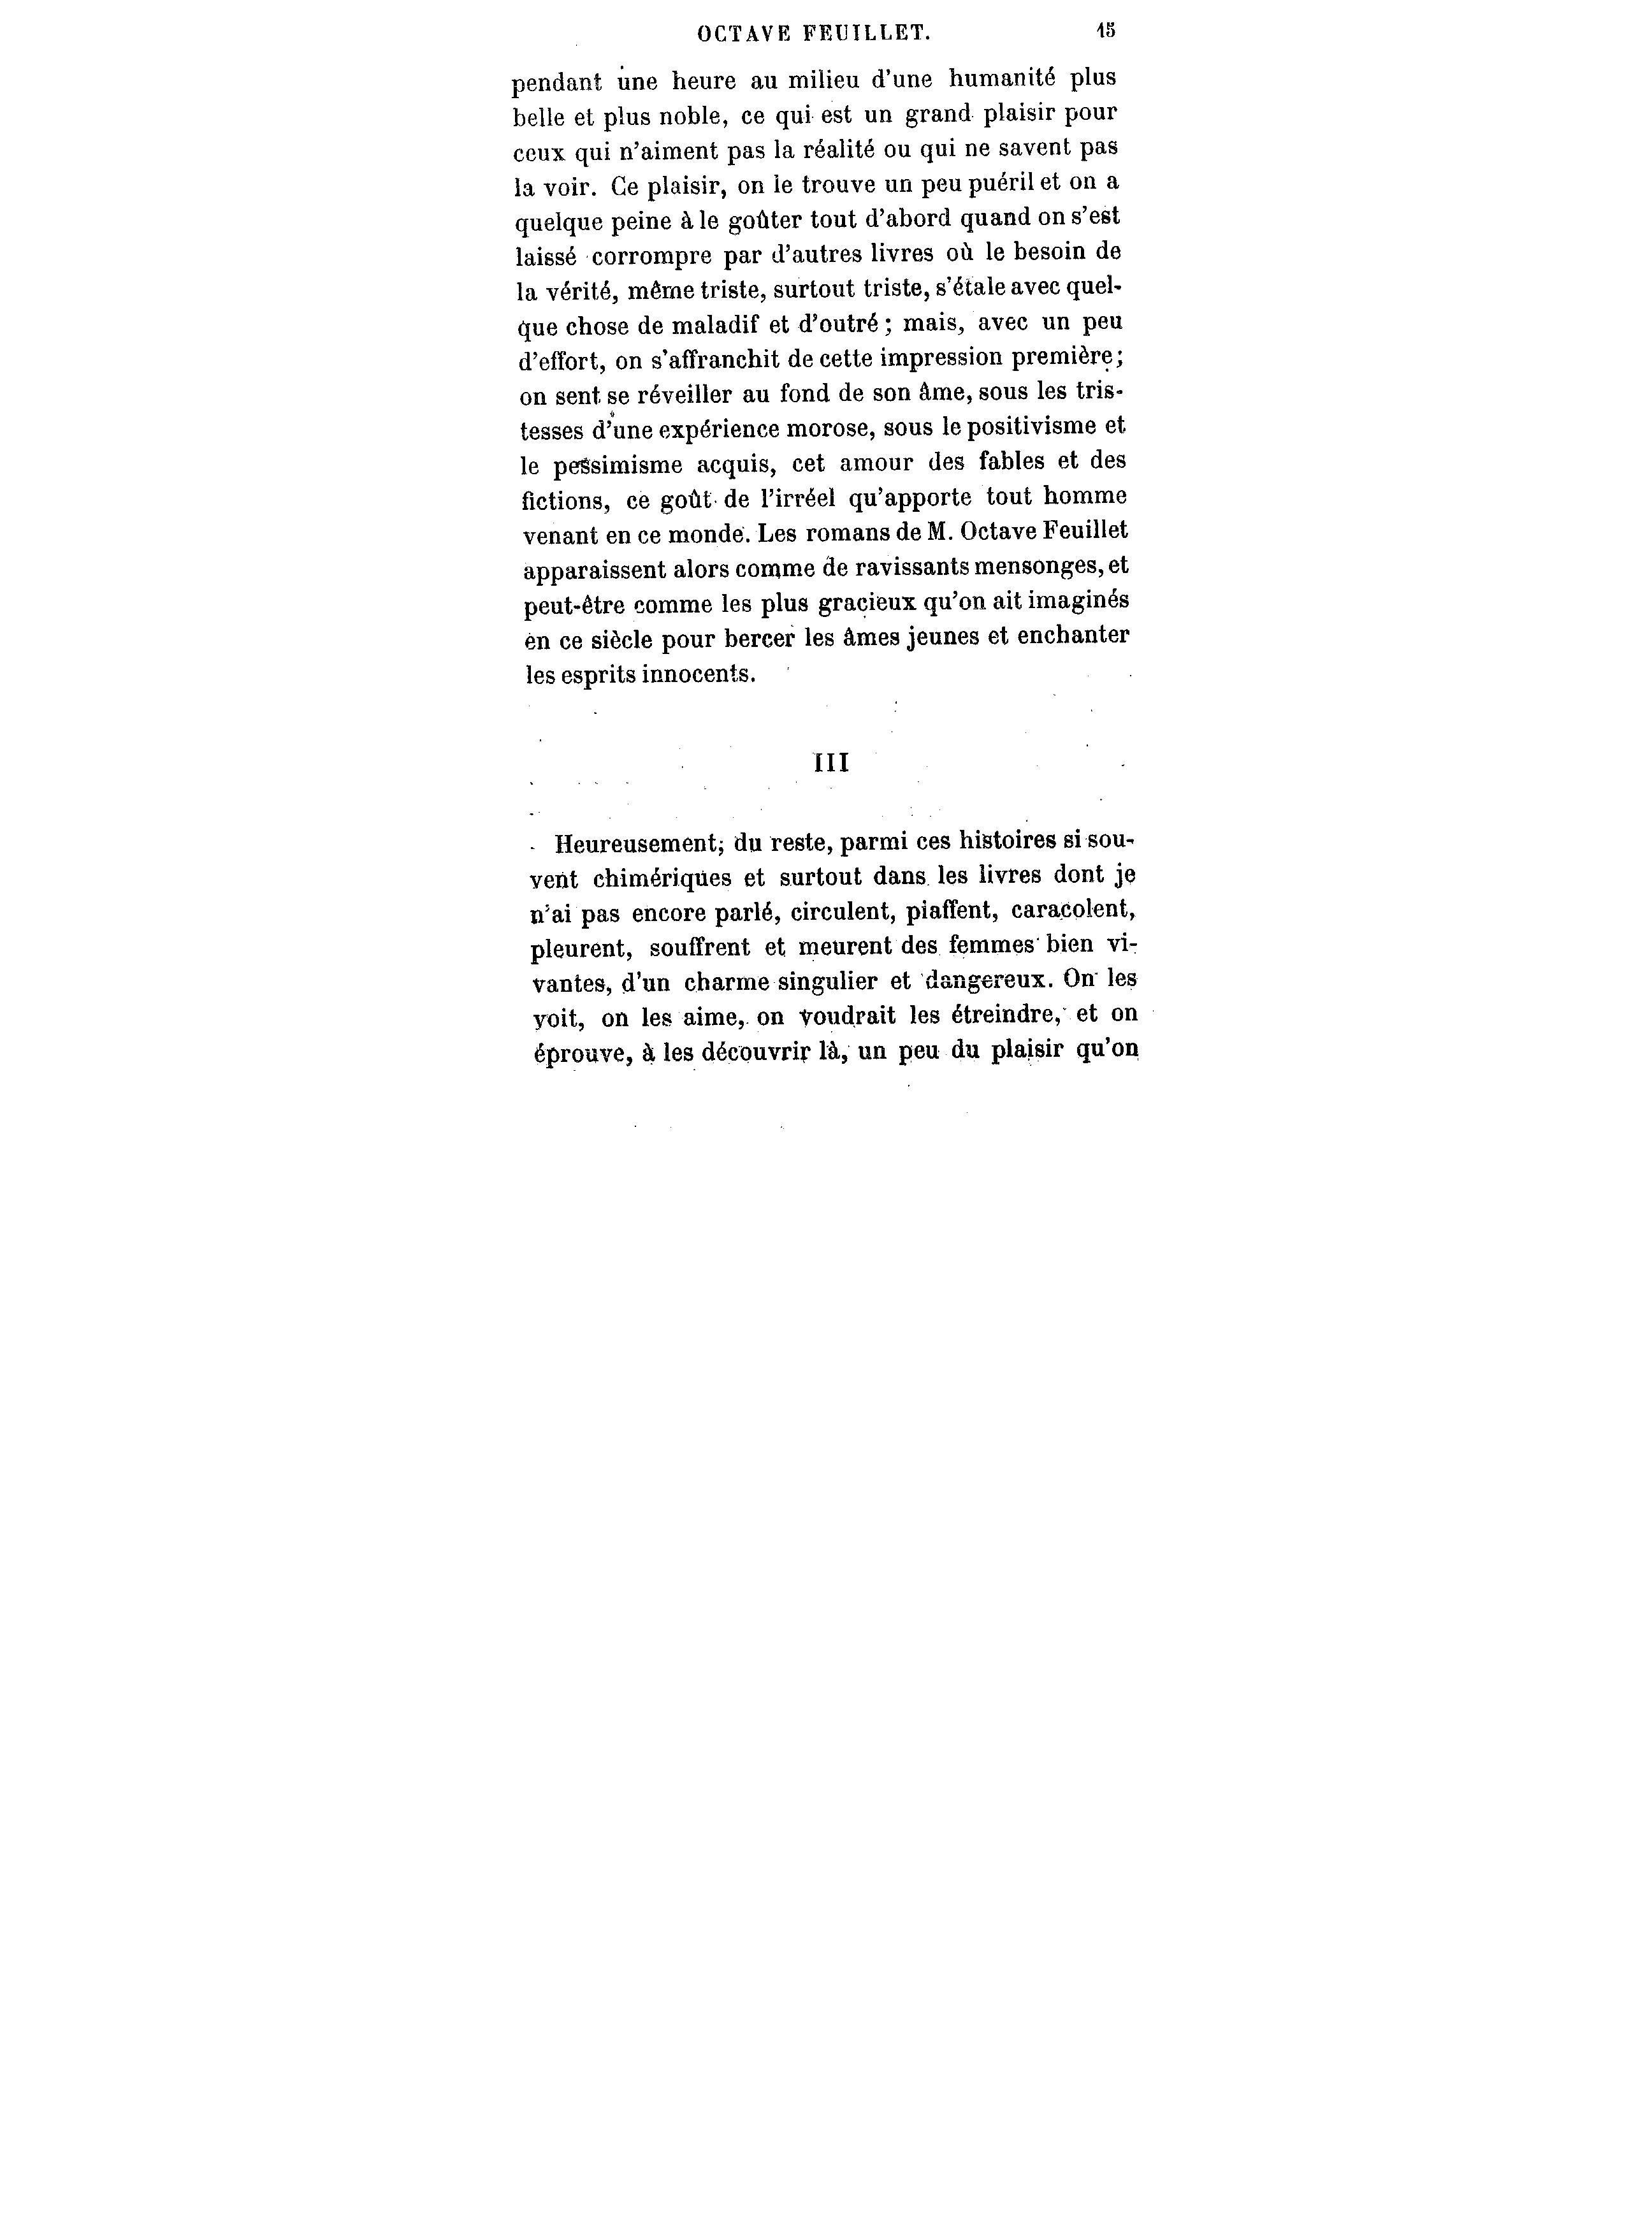 OCTAVE FEUILLET. 15
pendant une heure au milieu d'une humanité plus
belle et plus noble, ce qui est un grand plaisir pour
ceux qui n'aiment pas la réalité ou qui ne savent pas
la voir. Ce plaisir, on le trouve un peu puéril et on a
quelque peine à le goûter tout d'abord quand on s'est
laissé corrompre par d'autres livres où le besoin de
la vérité, même triste, surtout triste, s'étale avec quel-
que chose de maladif et d'outré ; mais, avec un peu
d'effort, on s'affranchit de cette impression première ;
on sent se réveiller au fond de son âme, sous les tris-
tesses d'une expérience morose, sous le positivisme et
le pessimisme acquis, cet amour des fables et des
fictions, ce goût de l'irréel qu'apporte tout homme
venant en ce monde. Les romans de M. Octave Feuillet
apparaissent alors comme de ravissants mensonges, et
peut-être comme les plus gracieux qu'on ait imaginés
en ce siècle pour bercer les âmes jeunes et enchanter
les esprits innocents.
III
Heureusement, du reste, parmi ces histoires si sou-
vent chimériques et surtout dans les livres dont je
n'ai pas encore parlé, circulent, piaffent, caracolent,
pleurent, souffrent et meurent des femmes bien vi-
vantes, d'un charme singulier et dangereux. On les
voit, on les aime, on voudrait les étreindre, et on
éprouve, à les découvrir là, un peu du plaisir qu'on